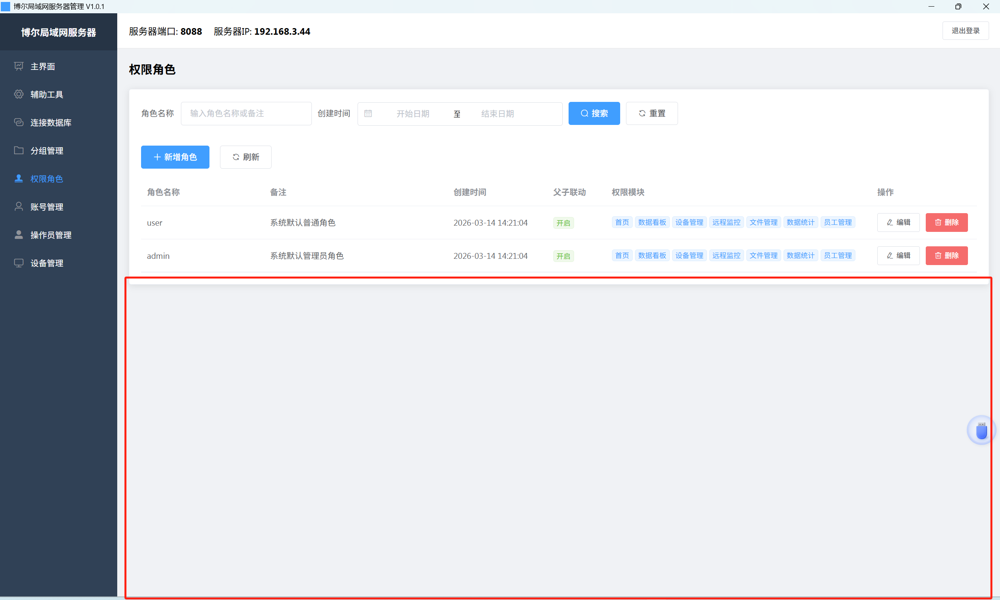 博尔局域网服务器管理 V1.0.1
博尔局域网服务器
服务器端口: 8088 服务器IP: 192.168.3.44
退出登录
主界面
辅助工具
连接数据库
分组管理
权限角色
账号管理
操作员管理
设备管理
权限角色
角色名称 输入角色名称或备注 创建时间 开始日期 至 结束日期 搜索 重置
新增角色 刷新
角色名称 备注 创建时间 父子联动 权限模块 操作
user 系统默认普通角色 2026-03-14 14:21:04 开启 首页 数据看板 设备管理 远程监控 文件管理 数据统计 员工管理 编辑 删除
admin 系统默认管理员角色 2026-03-14 14:21:04 开启 首页 数据看板 设备管理 远程监控 文件管理 数据统计 员工管理 编辑 删除